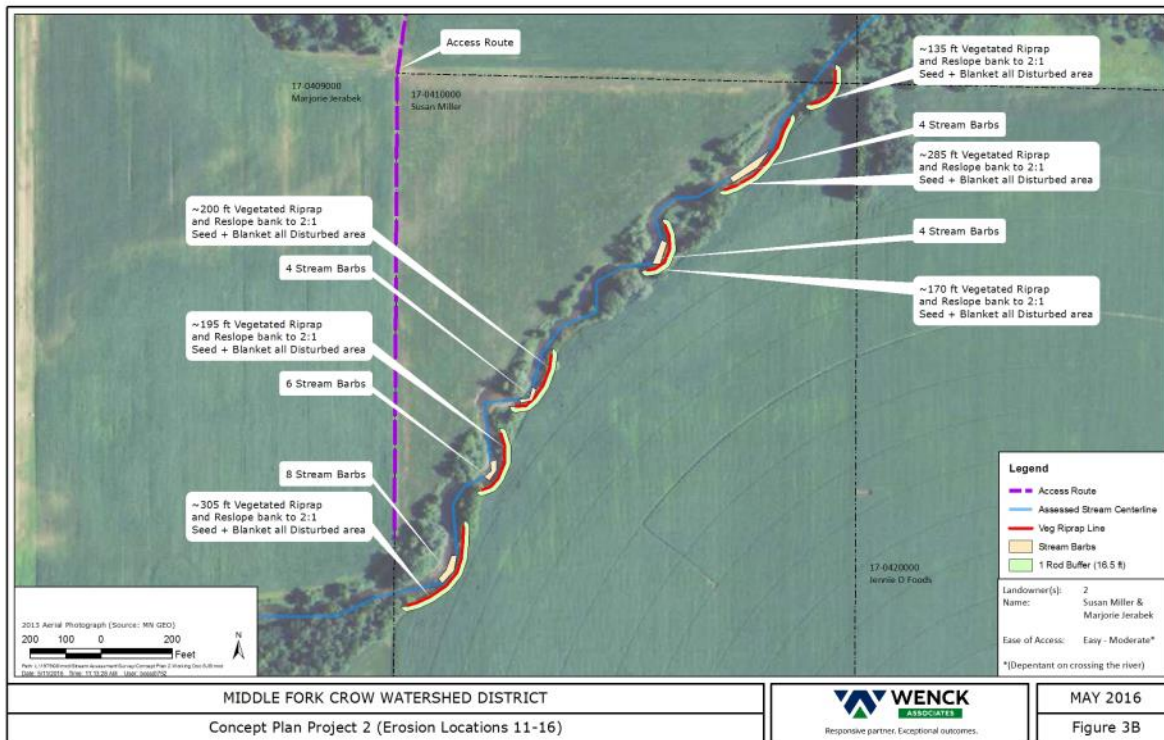 Access Route
17-0409000
Marjorie Jerabek
17-0410000
Susan Miller
~135 ft Vegetated Riprap
and Reslope bank to 2:1
Seed + Blanket all Disturbed area
4 Stream Barbs
~285 ft Vegetated Riprap
and Reslope bank to 2:1
Seed + Blanket all Disturbed area
~200 ft Vegetated Riprap
and Reslope bank to 2:1
Seed + Blanket all Disturbed area
4 Stream Barbs
4 Stream Barbs
~170 ft Vegetated Riprap
and Reslope bank to 2:1
Seed + Blanket all Disturbed area
~195 ft Vegetated Riprap
and Reslope bank to 2:1
Seed + Blanket all Disturbed area
6 Stream Barbs
8 Stream Barbs
~305 ft Vegetated Riprap
and Reslope bank to 2:1
Seed + Blanket all Disturbed area
17-0420000
Jennie D Foods
Legend
Access Route
Assessed Stream Centerline
Veg Riprap Line
Stream Barbs
1 Rod Buffer (16.5 ft)
Landowner(s): 2
Name: Susan Miller &
Marjorie Jerabek
Ease of Access: Easy - Moderate*
*(Dependant on crossing the river)
2013 Aerial Photograph (Source: MN GEO)
200 100 0 200
Feet
N
MIDDLE FORK CROW WATERSHED DISTRICT
Concept Plan Project 2 (Erosion Locations 11-16)
WENCK
ASSOCIATES
Responsive partner. Exceptional outcomes.
MAY 2016
Figure 3B